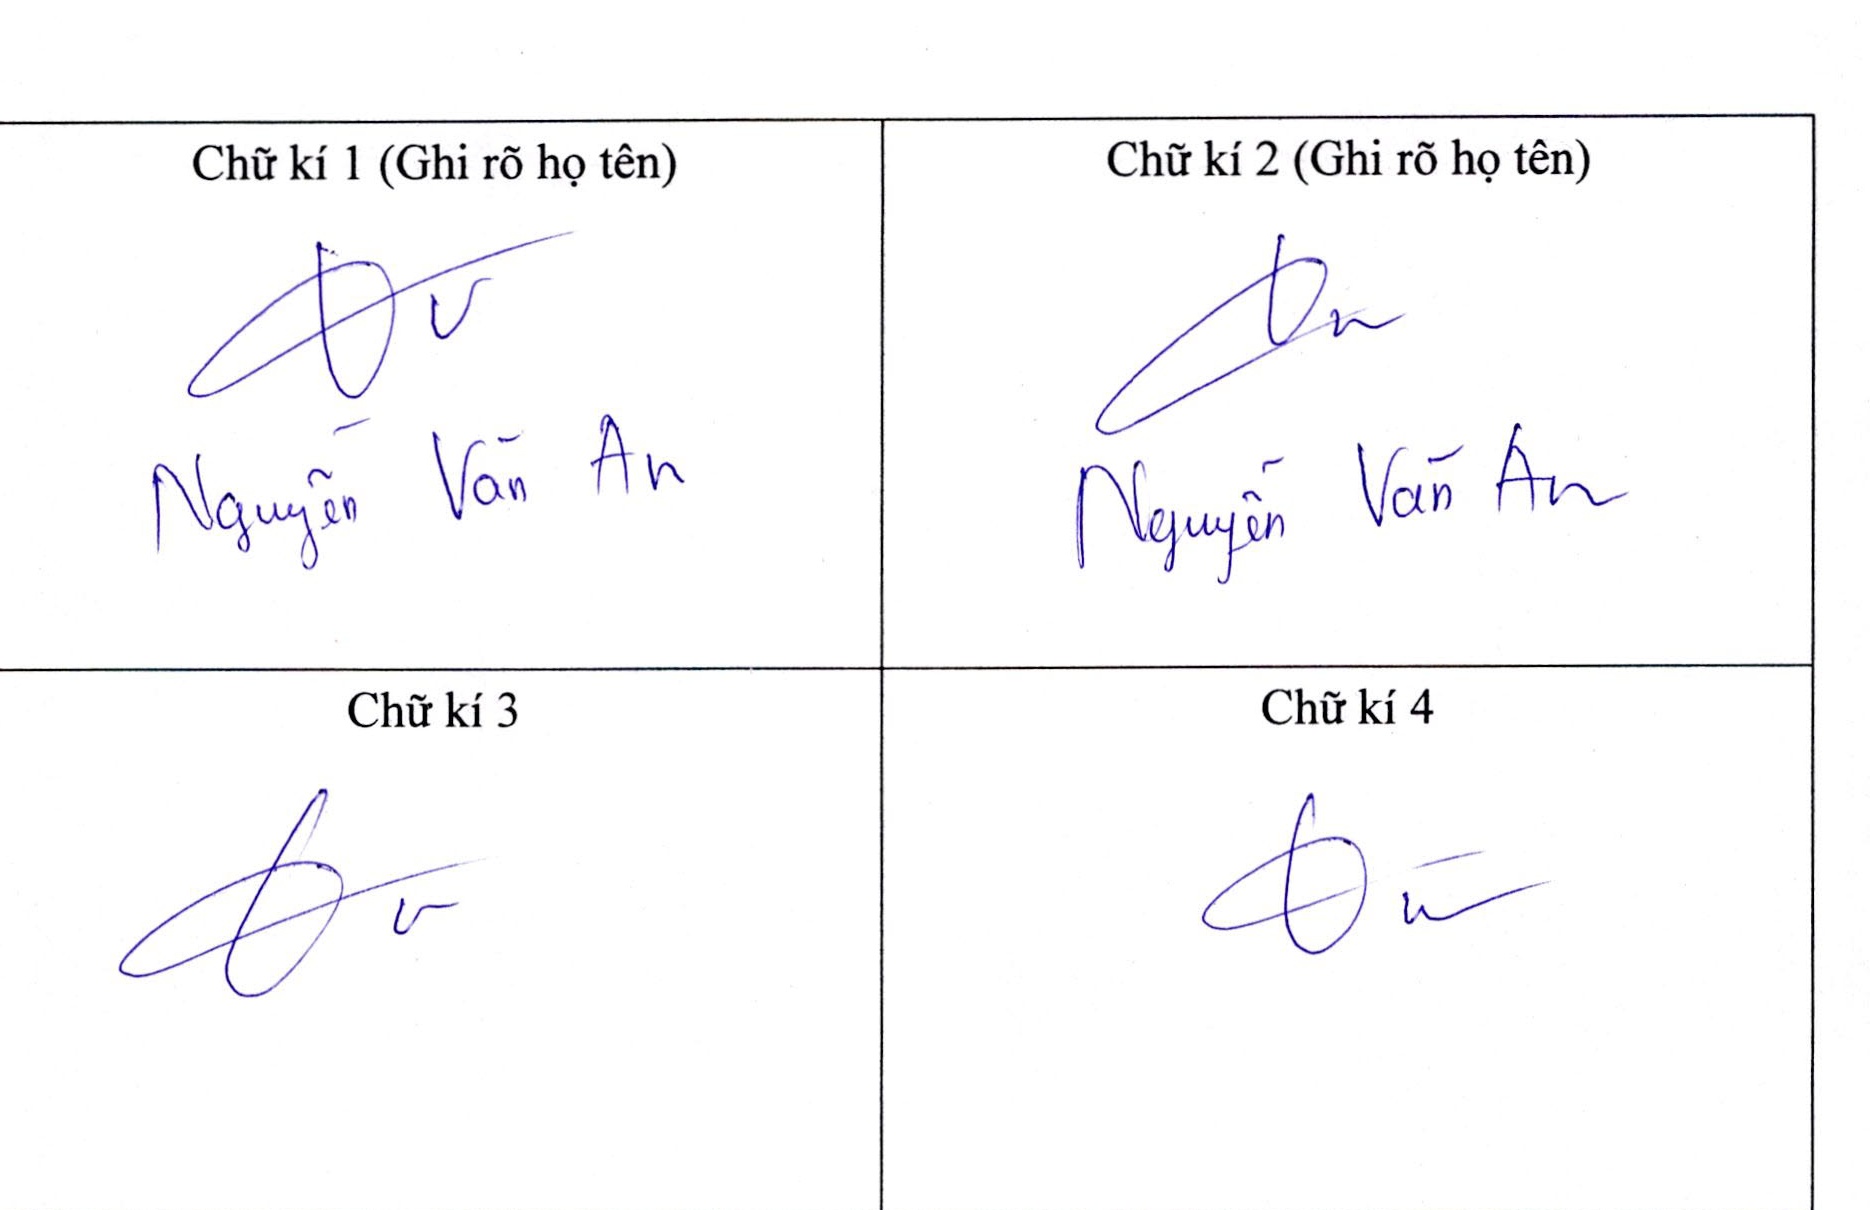 Chữ kí 1 (Ghi rõ họ tên)
Nguyễn Văn An
Chữ kí 2 (Ghi rõ họ tên)
Nguyễn Văn An
Chữ kí 3
Chữ kí 4